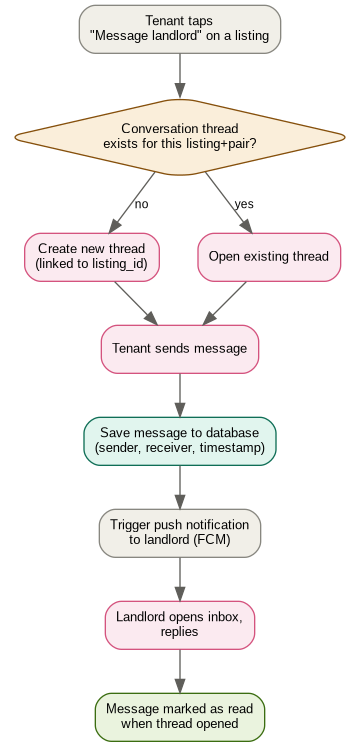 Tenant taps
"Message landlord" on a listing
Conversation thread
exists for this listing+pair?
no
yes
Create new thread
(linked to listing_id)
Open existing thread
Tenant sends message
Save message to database
(sender, receiver, timestamp)
Trigger push notification
to landlord (FCM)
Landlord opens inbox,
replies
Message marked as read
when thread opened